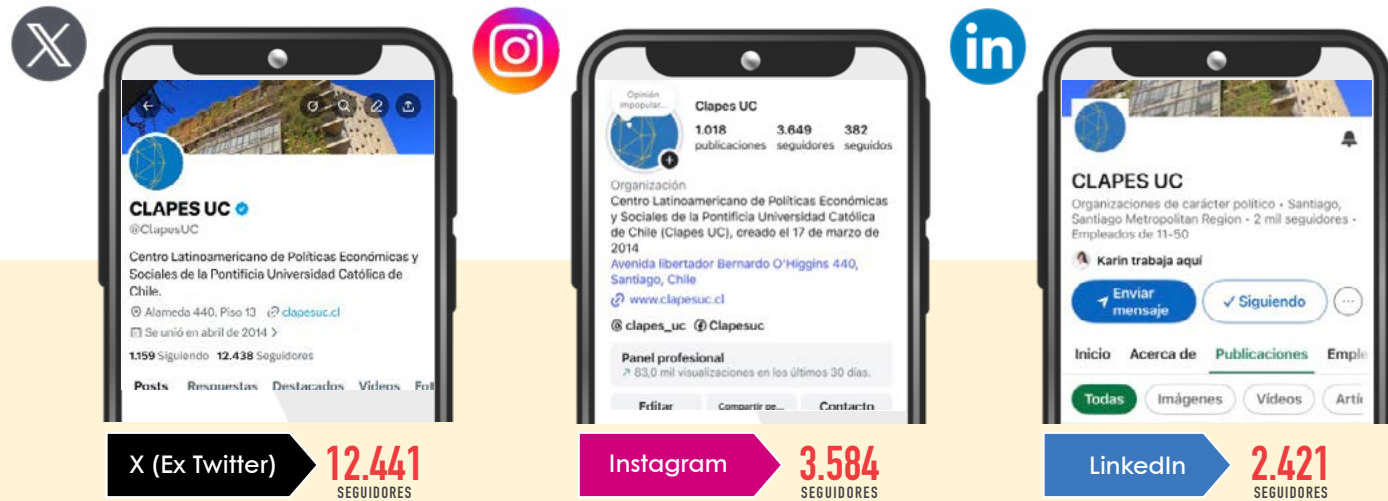 CLAPES UC
@ClapesUC
Centro Latinoamericano de Políticas Económicas y
Sociales de la Pontificia Universidad Católica de
Chile.
Alameda 440. Piso 13 clapesuc.cl
Se unió en abril de 2014 >
1.159 Siguiendo 12.438 Seguidores
Posts Respuestas Destacados Videos Fot
X (Ex Twitter)
12.441
SEGUIDORES
Opinión
impopular...
Clapes UC
1.018 3.649 382
publicaciones seguidores seguidos
Organización
Centro Latinoamericano de Políticas Económicas
y Sociales de la Pontificia Universidad Católica
de Chile (Clapes UC), creado el 17 de marzo de
2014
Avenida libertador Bernardo O'Higgins 440,
Santiago, Chile
www.clapesuc.cl
clapes_uc Clapesuc
Panel profesional
83,0 mil visualizaciones en los últimos 30 días.
Editar Compartir pe... Contacto
Instagram
3.584
SEGUIDORES
in
CLAPES UC
Organizaciones de carácter político • Santiago,
Santiago Metropolitan Region • 2 mil seguidores •
Empleados de 11-50
Karin trabaja aquí
Enviar
mensaje
✓ Siguiendo
Inicio Acerca de Publicaciones Emple
Todas Imágenes Vídeos Artí
LinkedIn
2.421
SEGUIDORES